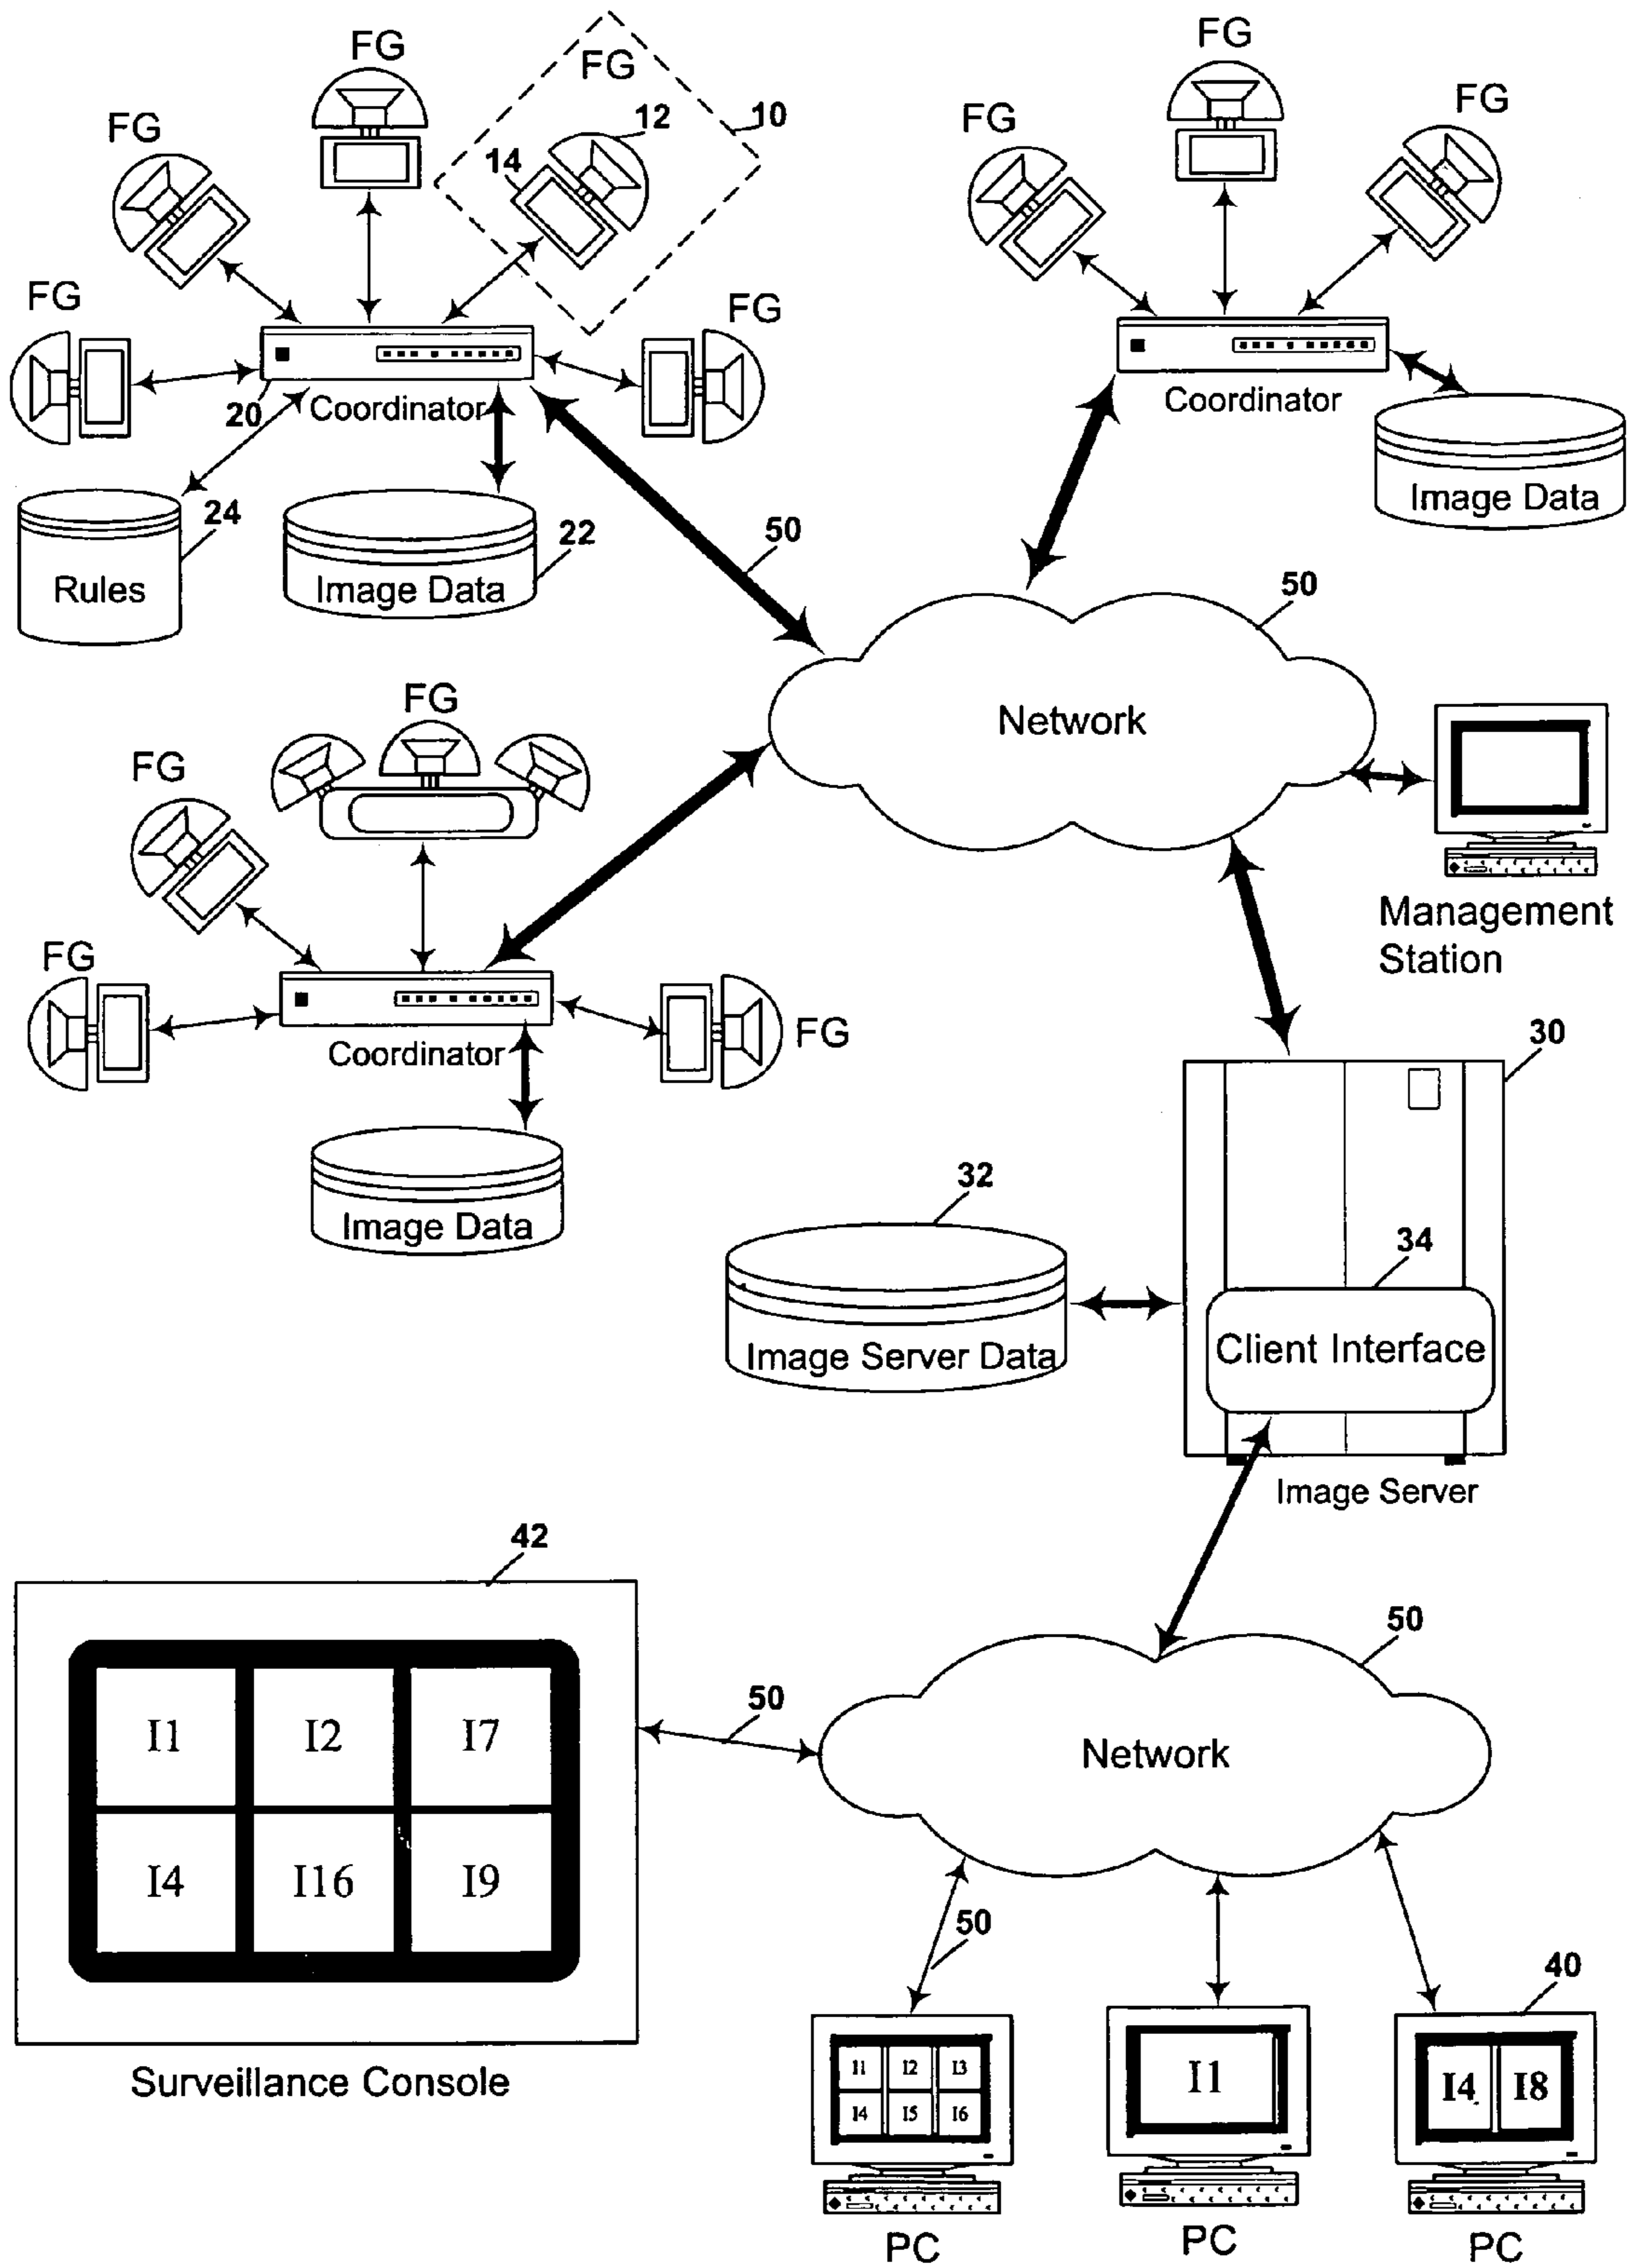 FG
FG
FG
12
10
FG
14
FG
FG
20
Coordinator
24
Rules
22
Image Data
50
FG
FG
FG
Coordinator
Image Data
50
Network
Management
Station
FG
FG
FG
Coordinator
Image Data
FG
30
32
Image Server Data
34
Client Interface
Image Server
42
I1
I2
I7
I4
I16
I9
Surveillance Console
50
50
Network
50
40
I1
I2
I3
I4
I5
I6
PC
I1
PC
I4
I8
PC